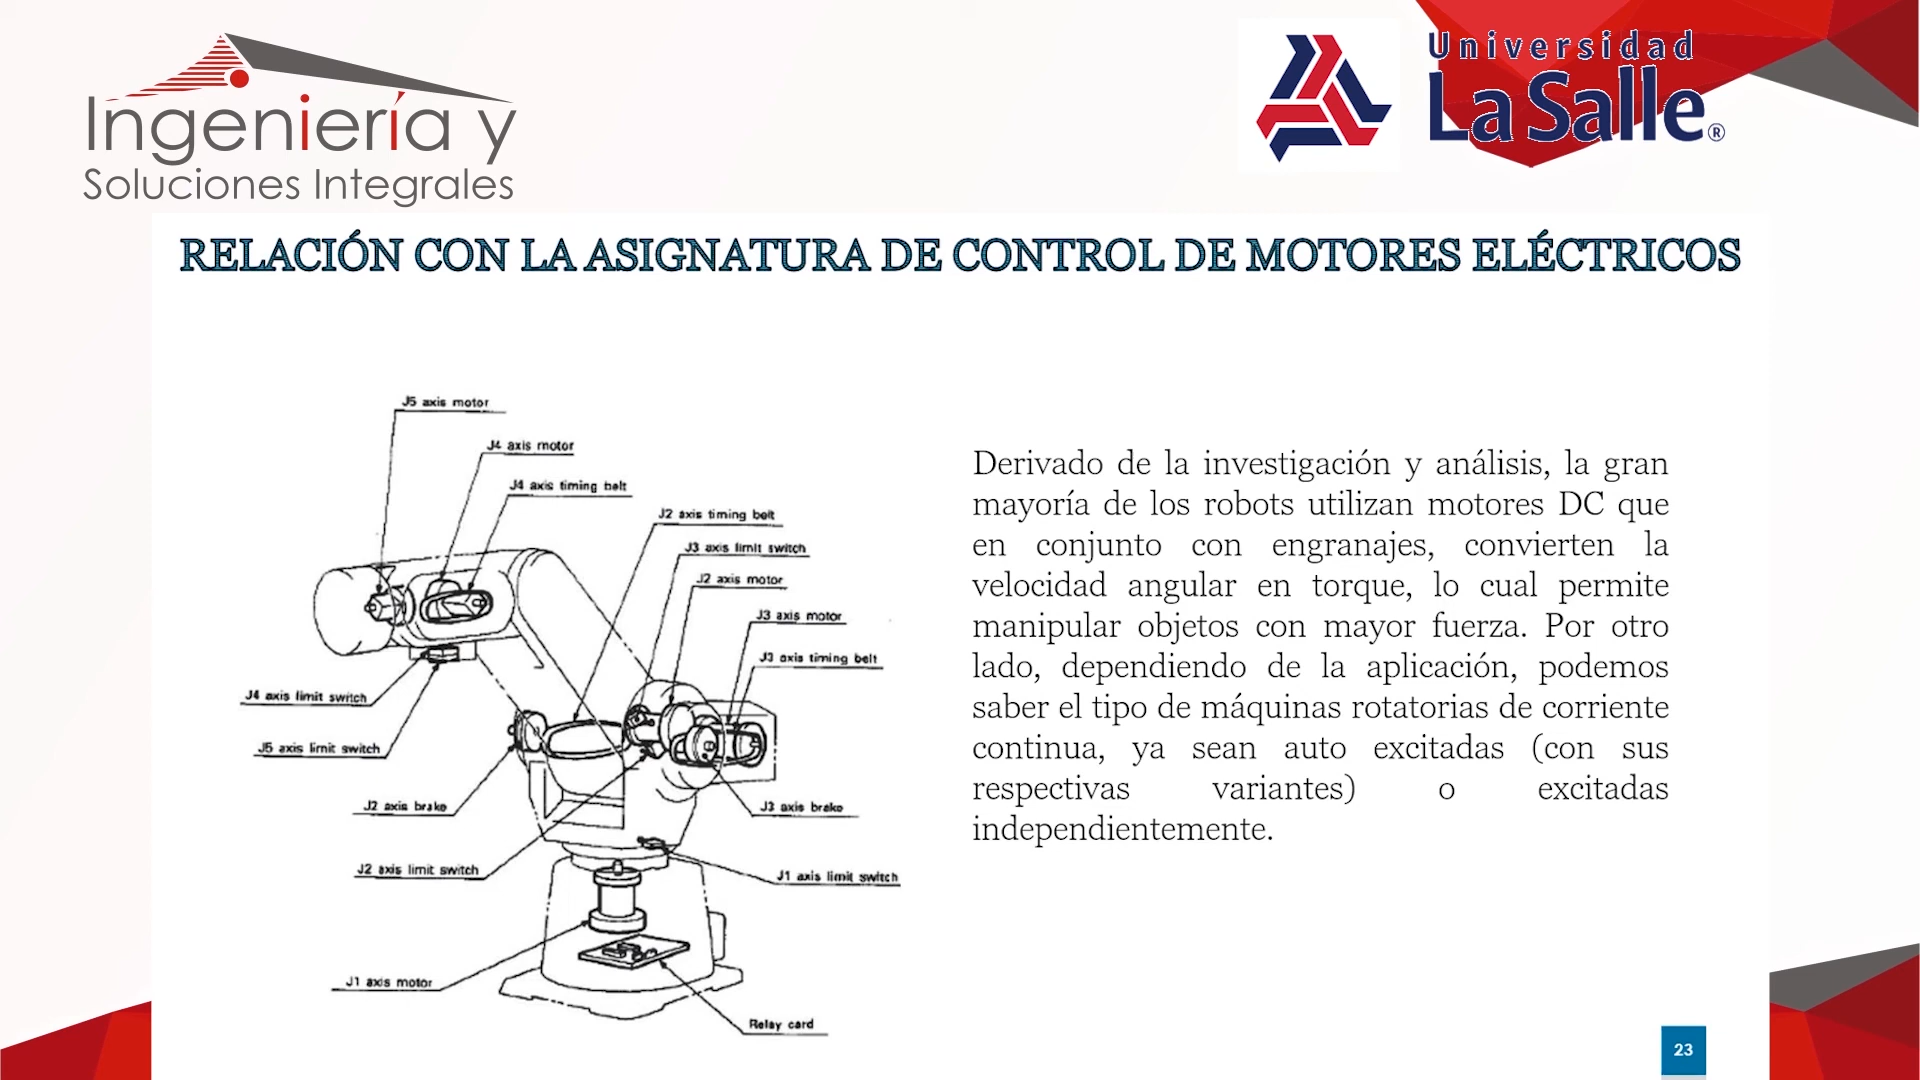 Ingeniería y
Soluciones Integrales
Universidad
La Salle®
RELACIÓN CON LA ASIGNATURA DE CONTROL DE MOTORES ELÉCTRICOS
J5 axis motor
J4 axis motor
J4 axis timing belt
J2 axis timing belt
J3 axis limit switch
J2 axis motor
J3 axis motor
J3 axis timing belt
J4 axis limit switch
J5 axis limit switch
J2 axis brake
J3 axis brake
J2 axis limit switch
J1 axis limit switch
J1 axis motor
Relay card
Derivado de la investigación y análisis, la gran
mayoría de los robots utilizan motores DC que
en conjunto con engranajes, convierten la
velocidad angular en torque, lo cual permite
manipular objetos con mayor fuerza. Por otro
lado, dependiendo de la aplicación, podemos
saber el tipo de máquinas rotatorias de corriente
continua, ya sean auto excitadas (con sus
respectivas variantes) o excitadas
independientemente.
23